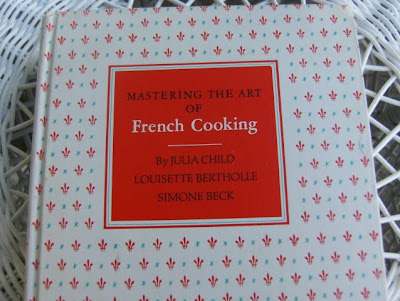 MASTERING THE ART
OF
French Cooking
By JULIA CHILD
LOUISETTE BERTHOLLE
SIMONE BECK